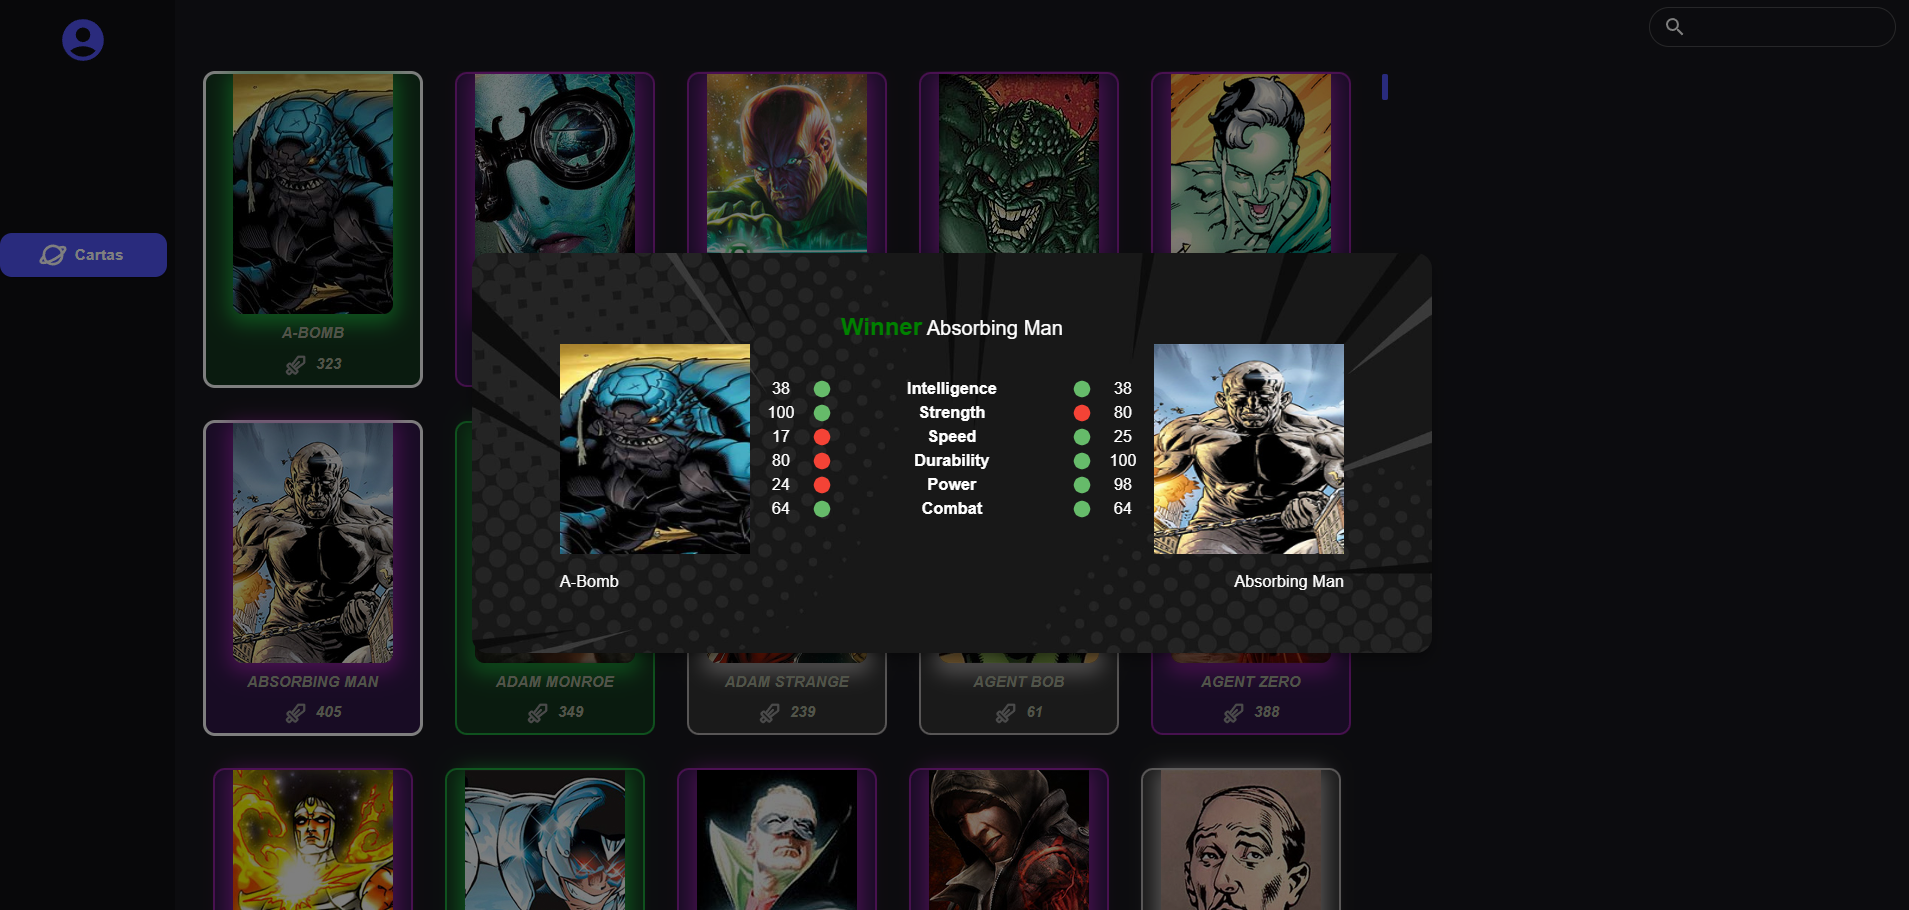 Cartas
A-BOMB
323
Winner Absorbing Man
38 Intelligence 38
100 Strength 80
17 Speed 25
80 Durability 100
24 Power 98
64 Combat 64
A-Bomb Absorbing Man
ABSORBING MAN ADAM MONROE ADAM STRANGE AGENT BOB AGENT ZERO
405 349 239 61 388